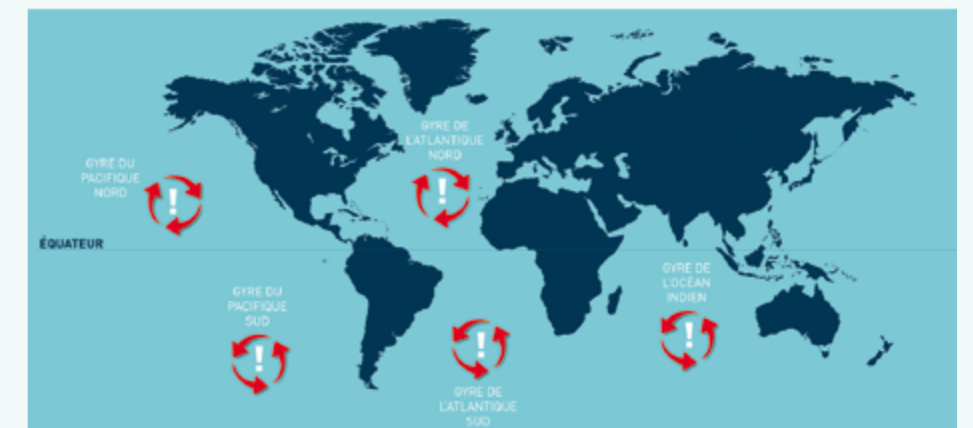 GYRE DE
L'ATLANTIQUE
NORD
GYRE DU
PACIFIQUE
NORD
ÉQUATEUR
GYRE DE
L'OCÉAN
INDIEN
GYRE DU
PACIFIQUE
SUD
GYRE DE
L'ATLANTIQUE
SUD